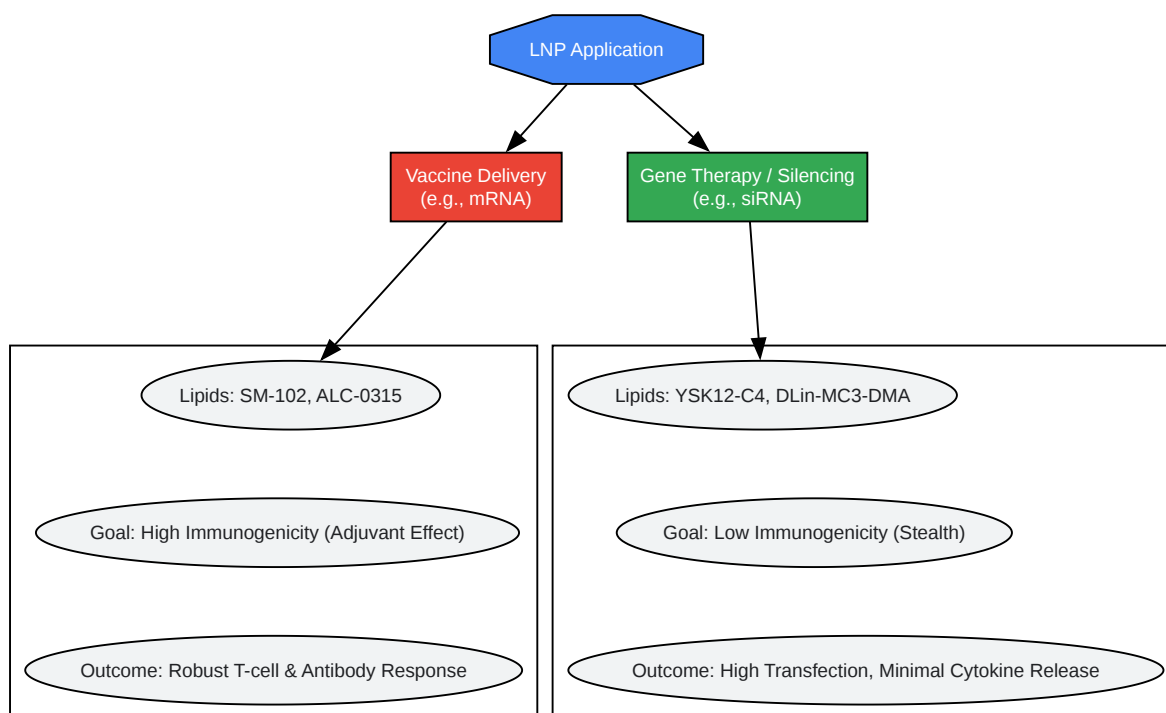 LNP Application
Vaccine Delivery
(e.g., mRNA)
Gene Therapy / Silencing
(e.g., siRNA)
Lipids: SM-102, ALC-0315
Lipids: YSK12-C4, DLin-MC3-DMA
Goal: High Immunogenicity (Adjuvant Effect)
Goal: Low Immunogenicity (Stealth)
Outcome: Robust T-cell & Antibody Response
Outcome: High Transfection, Minimal Cytokine Release